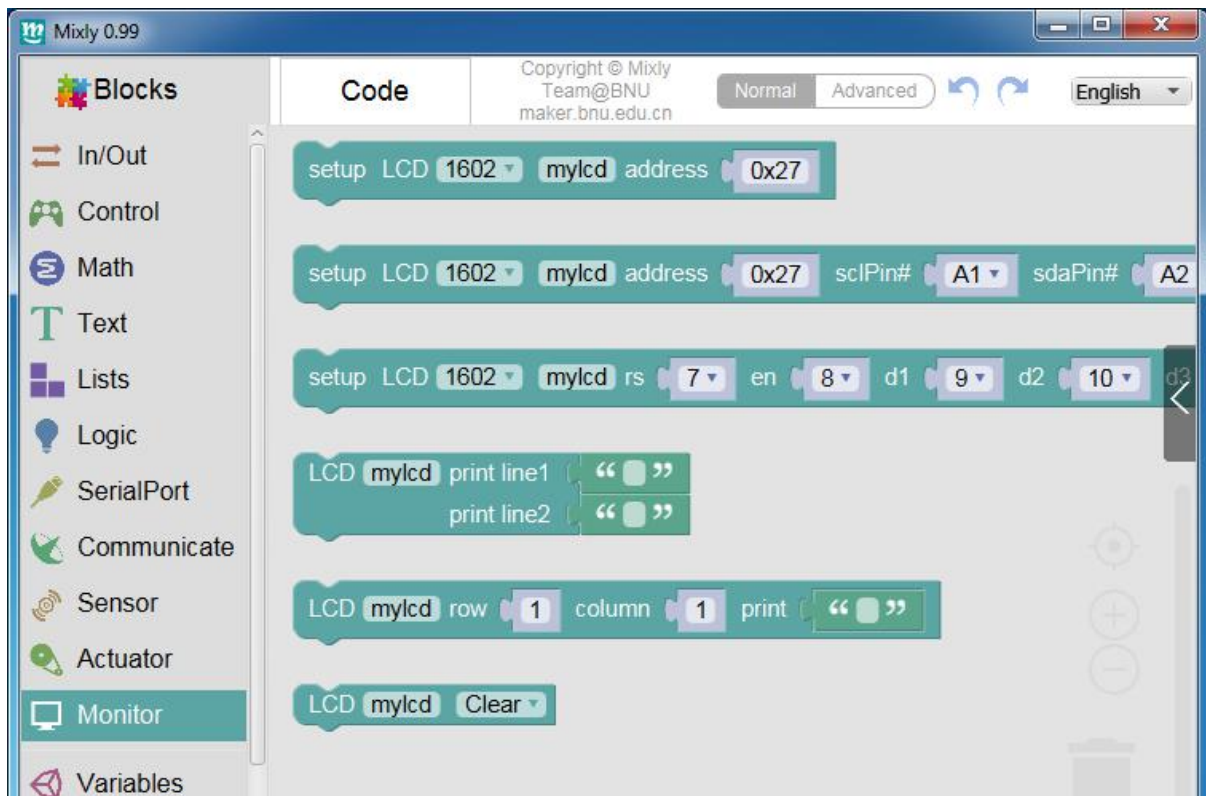 Mixly 0.99
Blocks
Code
Copyright © Mixly
Team@BNU
maker.bnu.edu.cn
Normal
Advanced
English
In/Out
Control
Math
Text
Lists
Logic
SerialPort
Communicate
Sensor
Actuator
Monitor
Variables
setup LCD 1602 mylcd address 0x27
setup LCD 1602 mylcd address 0x27 sclPin# A1 sdaPin# A2
setup LCD 1602 mylcd rs 7 en 8 d1 9 d2 10 d3
LCD mylcd print line1 “ ”
print line2 “ ”
LCD mylcd row 1 column 1 print “ ”
LCD mylcd Clear